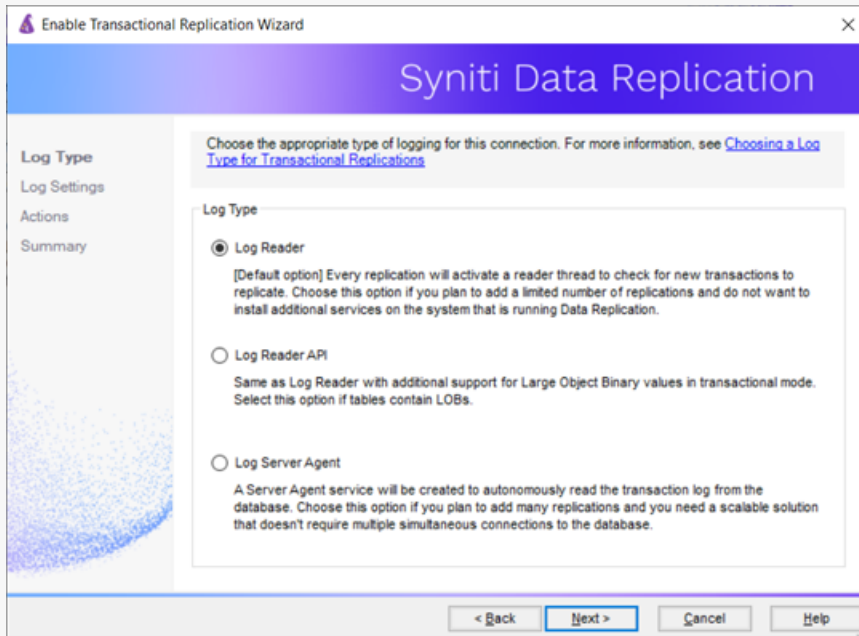 Enable Transactional Replication Wizard
Syniti Data Replication
Log Type
Log Settings
Actions
Summary
Choose the appropriate type of logging for this connection. For more information, see Choosing a Log
Type for Transactional Replications
Log Type
Log Reader
[Default option] Every replication will activate a reader thread to check for new transactions to
replicate. Choose this option if you plan to add a limited number of replications and do not want to
install additional services on the system that is running Data Replication.
Log Reader API
Same as Log Reader with additional support for Large Object Binary values in transactional mode.
Select this option if tables contain LOBs.
Log Server Agent
A Server Agent service will be created to autonomously read the transaction log from the
database. Choose this option if you plan to add many replications and you need a scalable solution
that doesn't require multiple simultaneous connections to the database.
< Back
Next >
Cancel
Help